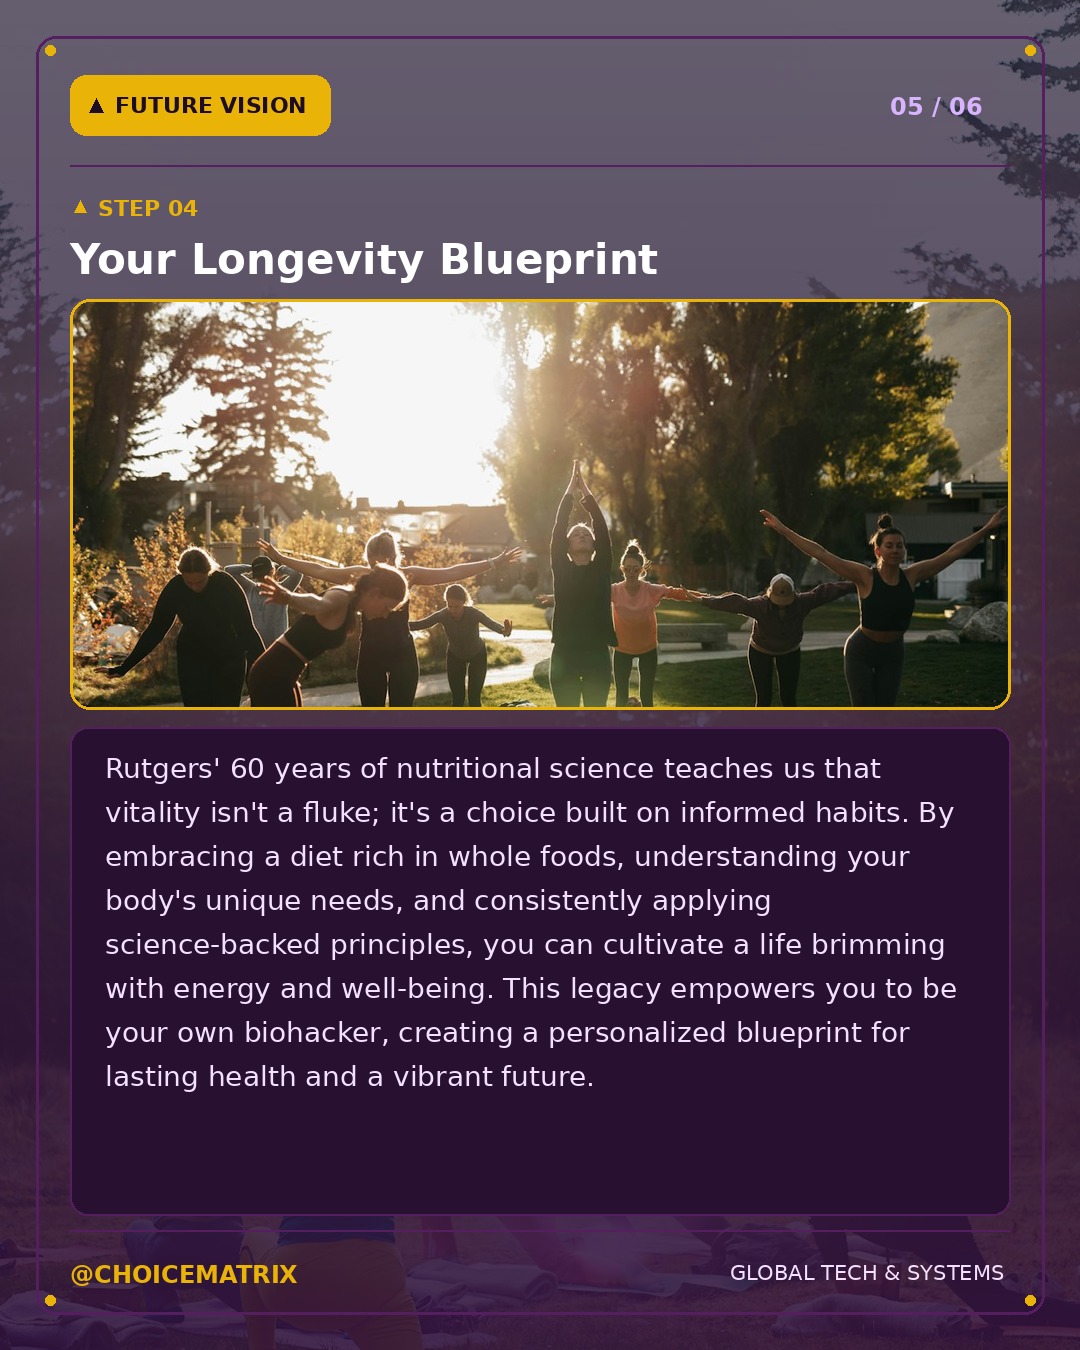 ▲ FUTURE VISION
05 / 06
▲ STEP 04
Your Longevity Blueprint
Rutgers' 60 years of nutritional science teaches us that
vitality isn't a fluke; it's a choice built on informed habits. By
embracing a diet rich in whole foods, understanding your
body's unique needs, and consistently applying
science-backed principles, you can cultivate a life brimming
with energy and well-being. This legacy empowers you to be
your own biohacker, creating a personalized blueprint for
lasting health and a vibrant future.
@CHOICEMATRIX
GLOBAL TECH & SYSTEMS